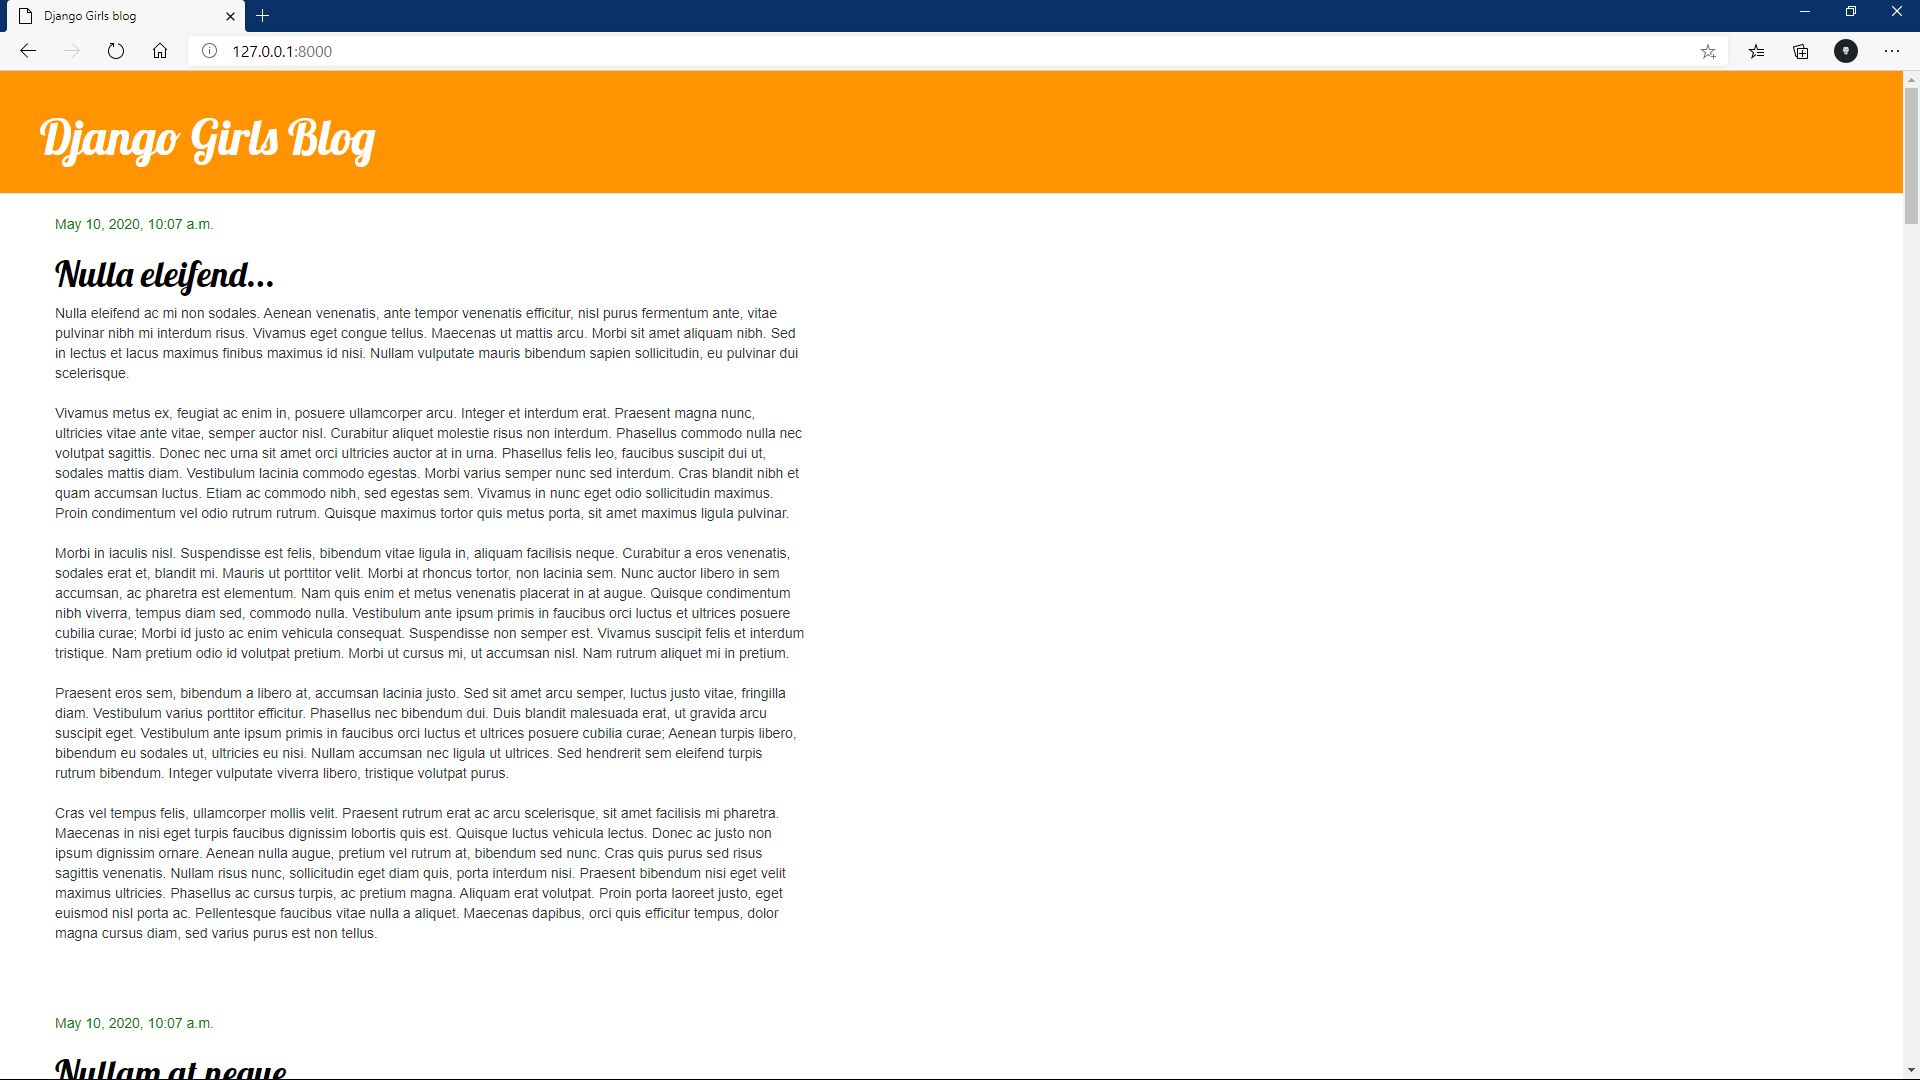 Django Girls blog
127.0.0.1:8000
Django Girls Blog
May 10, 2020, 10:07 a.m.
Nulla eleifend...
Nulla eleifend ac mi non sodales. Aenean venenatis, ante tempor venenatis efficitur, nisl purus fermentum ante, vitae
pulvinar nibh mi interdum risus. Vivamus eget congue tellus. Maecenas ut mattis arcu. Morbi sit amet aliquam nibh. Sed
in lectus et lacus maximus finibus maximus id nisi. Nullam vulputate mauris bibendum sapien sollicitudin, eu pulvinar dui
scelerisque.
Vivamus metus ex, feugiat ac enim in, posuere ullamcorper arcu. Integer et interdum erat. Praesent magna nunc,
ultricies vitae ante vitae, semper auctor nisl. Curabitur aliquet molestie risus non interdum. Phasellus commodo nulla nec
volutpat sagittis. Donec nec urna sit amet orci ultricies auctor at in urna. Phasellus felis leo, faucibus suscipit dui ut,
sodales mattis diam. Vestibulum lacinia commodo egestas. Morbi varius semper nunc sed interdum. Cras blandit nibh et
quam accumsan luctus. Etiam ac commodo nibh, sed egestas sem. Vivamus in nunc eget odio sollicitudin maximus.
Proin condimentum vel odio rutrum rutrum. Quisque maximus tortor quis metus porta, sit amet maximus ligula pulvinar.
Morbi in iaculis nisl. Suspendisse est felis, bibendum vitae ligula in, aliquam facilisis neque. Curabitur a eros venenatis,
sodales erat et, blandit mi. Mauris ut porttitor velit. Morbi at rhoncus tortor, non lacinia sem. Nunc auctor libero in sem
accumsan, ac pharetra est elementum. Nam quis enim et metus venenatis placerat in at augue. Quisque condimentum
nibh viverra, tempus diam sed, commodo nulla. Vestibulum ante ipsum primis in faucibus orci luctus et ultrices posuere
cubilia curae; Morbi id justo ac enim vehicula consequat. Suspendisse non semper est. Vivamus suscipit felis et interdum
tristique. Nam pretium odio id volutpat pretium. Morbi ut cursus mi, ut accumsan nisl. Nam rutrum aliquet mi in pretium.
Praesent eros sem, bibendum a libero at, accumsan lacinia justo. Sed sit amet arcu semper, luctus justo vitae, fringilla
diam. Vestibulum varius porttitor efficitur. Phasellus nec bibendum dui. Duis blandit malesuada erat, ut gravida arcu
suscipit eget. Vestibulum ante ipsum primis in faucibus orci luctus et ultrices posuere cubilia curae; Aenean turpis libero,
bibendum eu sodales ut, ultricies eu nisi. Nullam accumsan nec ligula ut ultrices. Sed hendrerit sem eleifend turpis
rutrum bibendum. Integer vulputate viverra libero, tristique volutpat purus.
Cras vel tempus felis, ullamcorper mollis velit. Praesent rutrum erat ac arcu scelerisque, sit amet facilisis mi pharetra.
Maecenas in nisi eget turpis faucibus dignissim lobortis quis est. Quisque luctus vehicula lectus. Donec ac justo non
ipsum dignissim ornare. Aenean nulla augue, pretium vel rutrum at, bibendum sed nunc. Cras quis purus sed risus
sagittis venenatis. Nullam risus nunc, sollicitudin eget diam quis, porta interdum nisi. Praesent bibendum nisi eget velit
maximus ultricies. Phasellus ac cursus turpis, ac pretium magna. Aliquam erat volutpat. Proin porta laoreet justo, eget
euismod nisl porta ac. Pellentesque faucibus vitae nulla a aliquet. Maecenas dapibus, orci quis efficitur tempus, dolor
magna cursus diam, sed varius purus est non tellus.
May 10, 2020, 10:07 a.m.
Nullam at neque